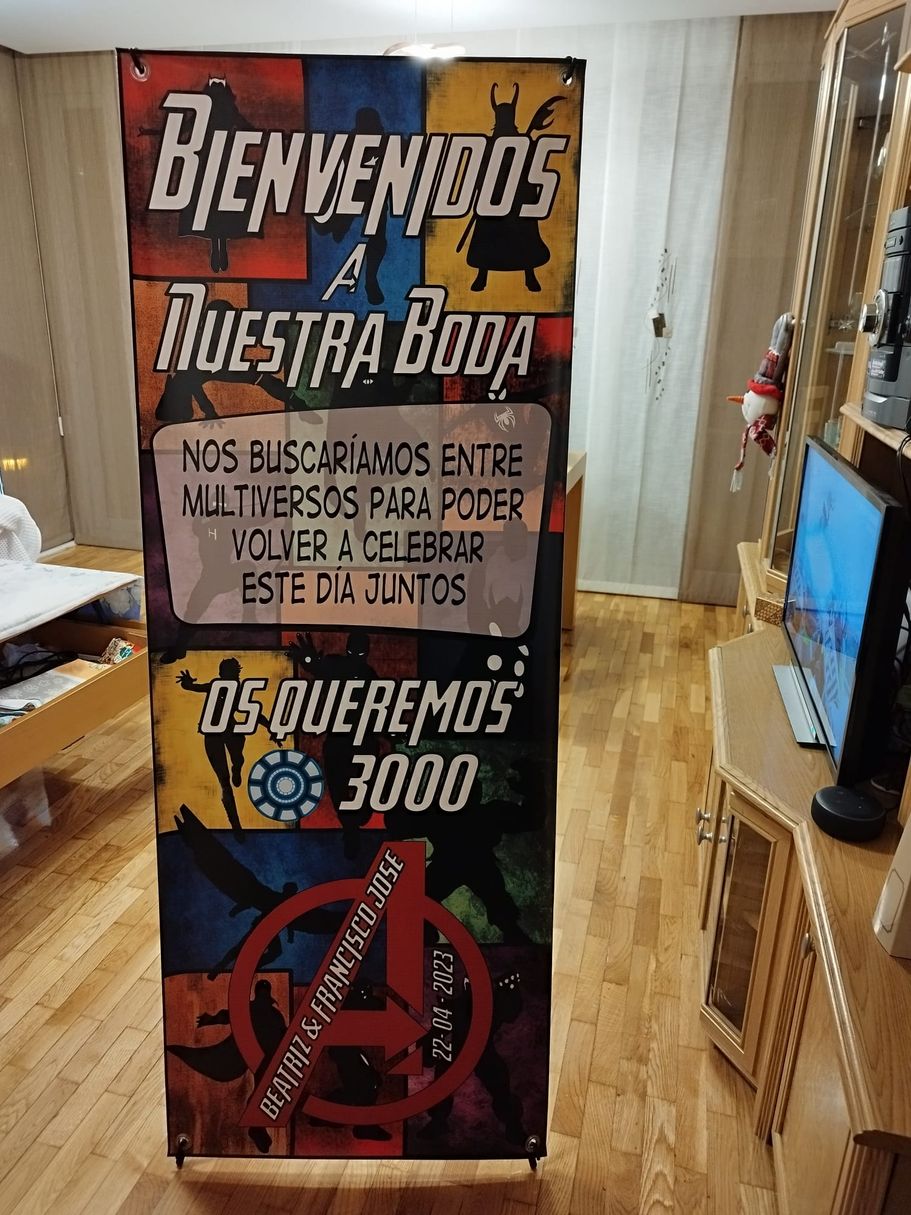 BIENVENIDOS
A
NUESTRA BODA
NOS BUSCARÍAMOS ENTRE
MULTIVERSOS PARA PODER
VOLVER A CELEBRAR
ESTE DÍA JUNTOS
OS QUEREMOS
3000
BEATRIZ & FRANCISCO JOSE
22-04-2023